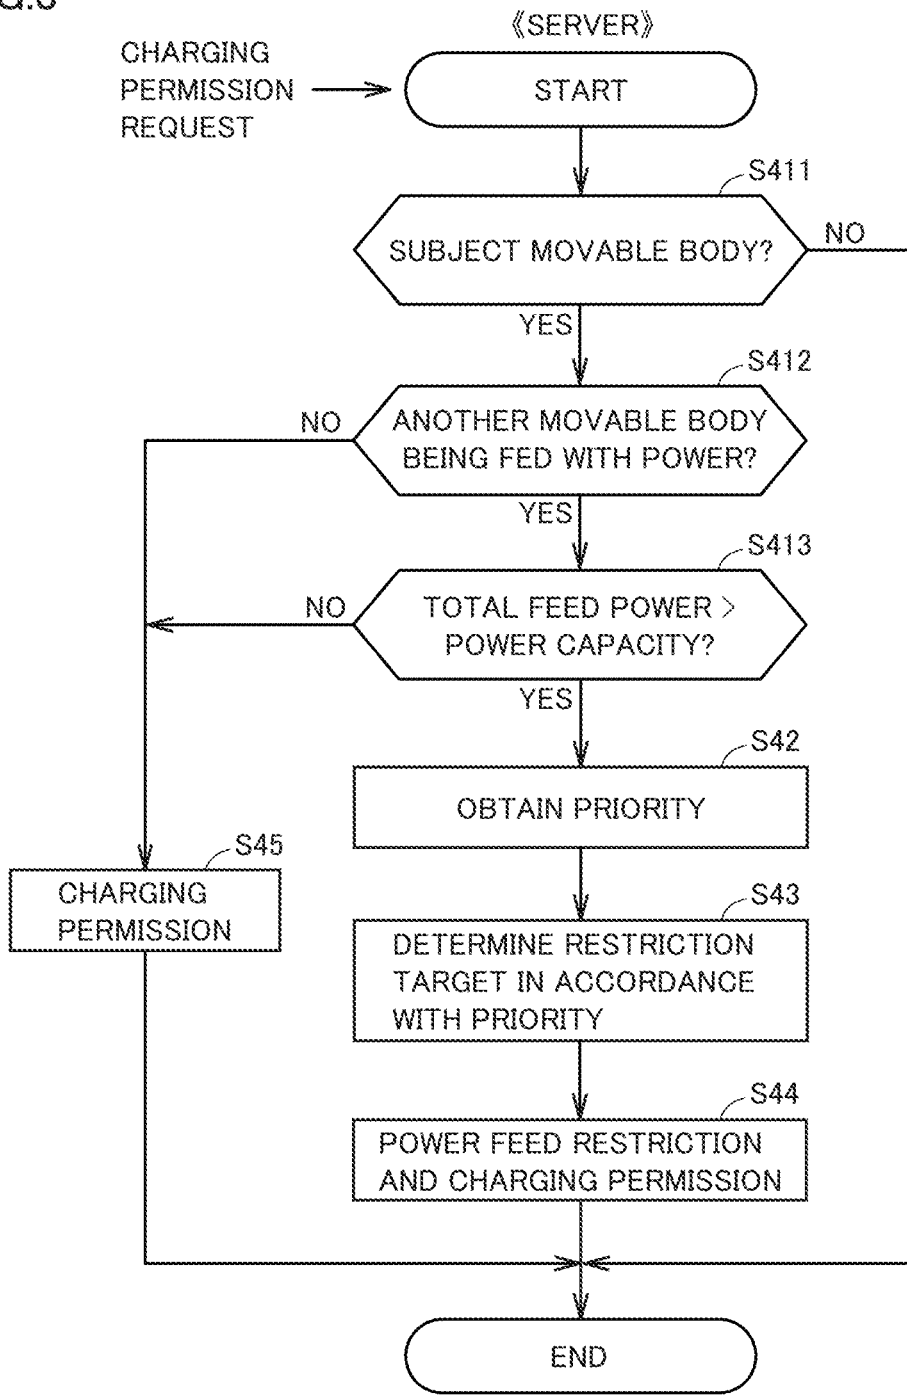 《SERVER》
CHARGING
PERMISSION
REQUEST
START
S411
SUBJECT MOVABLE BODY?
NO
YES
S412
ANOTHER MOVABLE BODY
BEING FED WITH POWER?
NO
YES
S413
TOTAL FEED POWER >
POWER CAPACITY?
NO
YES
S42
OBTAIN PRIORITY
S45
CHARGING
PERMISSION
S43
DETERMINE RESTRICTION
TARGET IN ACCORDANCE
WITH PRIORITY
S44
POWER FEED RESTRICTION
AND CHARGING PERMISSION
END